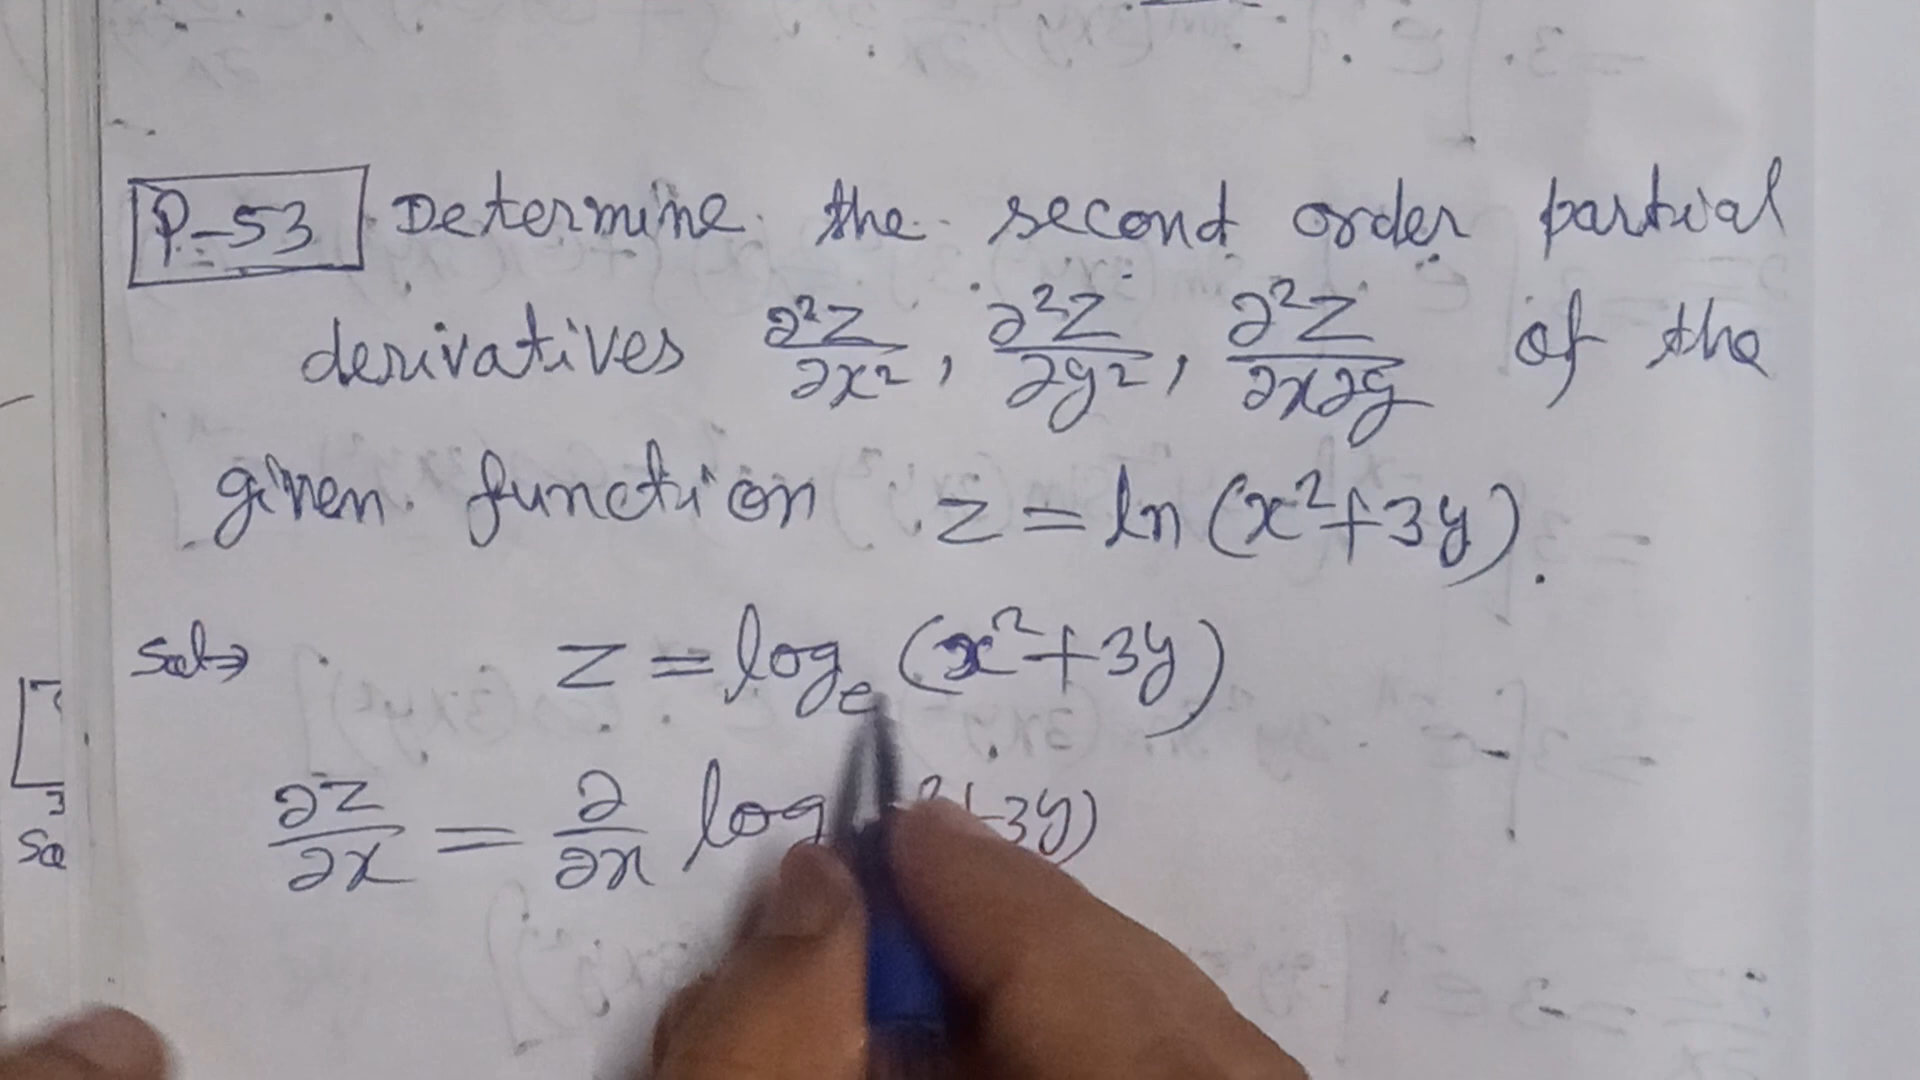 P-53 Determine the second order partial
derivatives ∂²z/∂x², ∂²z/∂y², ∂²z/∂x∂y of the
given function z = ln (x²+3y).
Sol→ z = logₑ (x²+3y)
∂z/∂x = ∂/∂x log +3y)